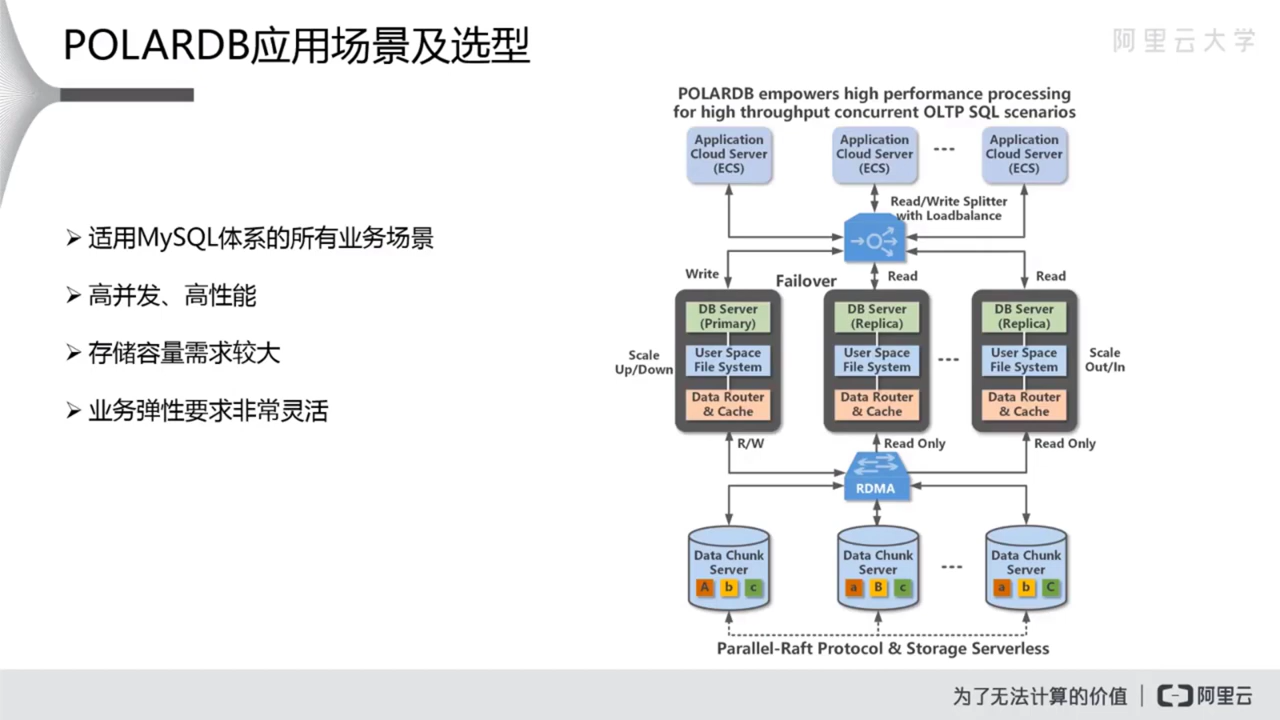 POLARDB应用场景及选型
阿里云大学
➢ 适用MySQL体系的所有业务场景
➢ 高并发、高性能
➢ 存储容量需求较大
➢ 业务弹性要求非常灵活
POLARDB empowers high performance processing
for high throughput concurrent OLTP SQL scenarios
Application
Cloud Server
(ECS)
Application
Cloud Server
(ECS)
---
Application
Cloud Server
(ECS)
Read/Write Splitter
with Loadbalance
Write
Failover
Read
Read
Scale
Up/Down
DB Server
(Primary)
User Space
File System
Data Router
& Cache
DB Server
(Replica)
User Space
File System
Data Router
& Cache
---
DB Server
(Replica)
User Space
File System
Data Router
& Cache
Scale
Out/In
R/W
Read Only
Read Only
RDMA
Data Chunk
Server
A b c
Data Chunk
Server
a B c
---
Data Chunk
Server
a b C
Parallel-Raft Protocol & Storage Serverless
为了无法计算的价值 | 阿里云